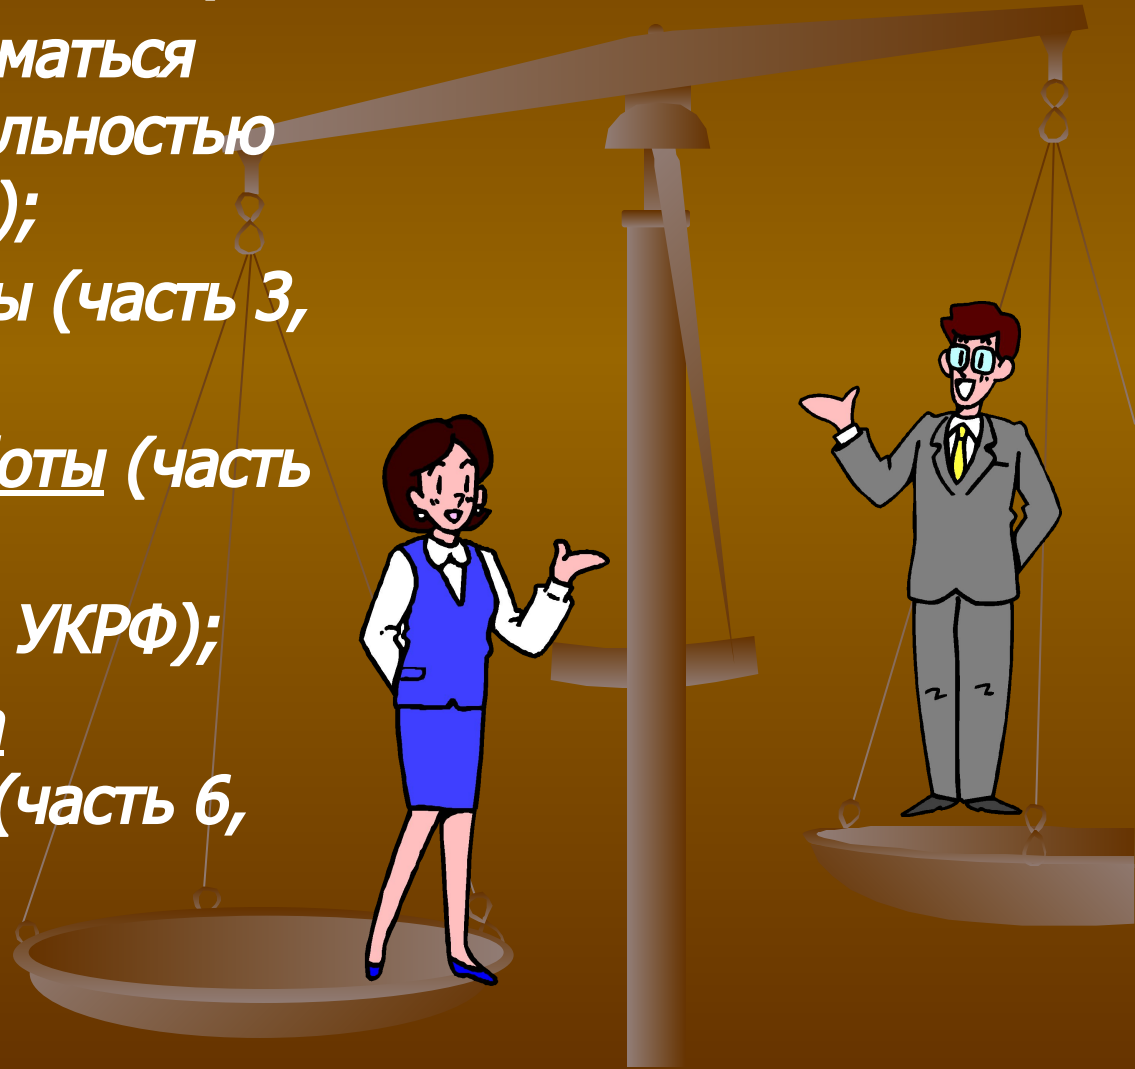 маться
льностью
);
ы (часть 3,
оты (часть
УКРФ);
(часть 6,